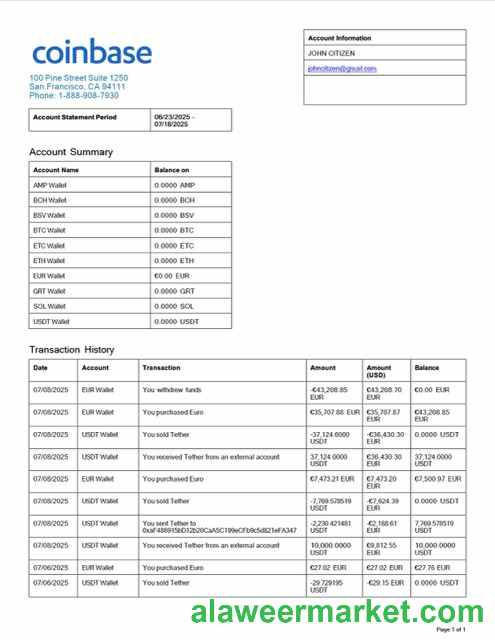 coinbase
100 Pine Street Suite 1250
San Francisco, CA 94111
Phone: 1-888-908-7930
Account Information
JOHN CITIZEN
johncitizen@gmail.com
Account Statement Period 06/23/2025 -
07/18/2025
Account Summary
Account Name Balance on
AMP Wallet 0.0000 AMP
BCH Wallet 0.0000 BCH
BSV Wallet 0.0000 BSV
BTC Wallet 0.0000 BTC
ETC Wallet 0.0000 ETC
ETH Wallet 0.0000 ETH
EUR Wallet €0.00 EUR
GRT Wallet 0.0000 GRT
SOL Wallet 0.0000 SOL
USDT Wallet 0.0000 USDT
Transaction History
Date Account Transaction Amount Amount (USD) Balance
07/08/2025 EUR Wallet You withdrew funds -€43,208.85 EUR €43,208.70 EUR €0.00 EUR
07/08/2025 EUR Wallet You purchased Euro €35,707.88 EUR €35,707.87 EUR €43,208.85 EUR
07/08/2025 USDT Wallet You sold Tether -37,124.0000 USDT -€36,430.30 EUR 0.0000 USDT
07/08/2025 USDT Wallet You received Tether from an external account 37,124.0000 USDT €36,430.30 EUR 37,124.0000 USDT
07/08/2025 EUR Wallet You purchased Euro €7,473.21 EUR €7,473.20 EUR €7,500.97 EUR
07/08/2025 USDT Wallet You sold Tether -7,769.578519 USDT -€7,624.39 EUR 0.0000 USDT
07/08/2025 USDT Wallet You sent Tether to -2,230.421481 USDT -€2,188.61 EUR 7,769.578519 USDT
07/08/2025 USDT Wallet You received Tether from an external account 10,000.0000 USDT €9,812.55 EUR 10,000.0000 USDT
07/06/2025 EUR Wallet You purchased Euro €27.02 EUR €27.02 EUR €27.76 EUR
07/06/2025 USDT Wallet You sold Tether -29.729195 USDT -€29.15 EUR 0.0000 USDT
alaweermarket.com
Page 1 of 1